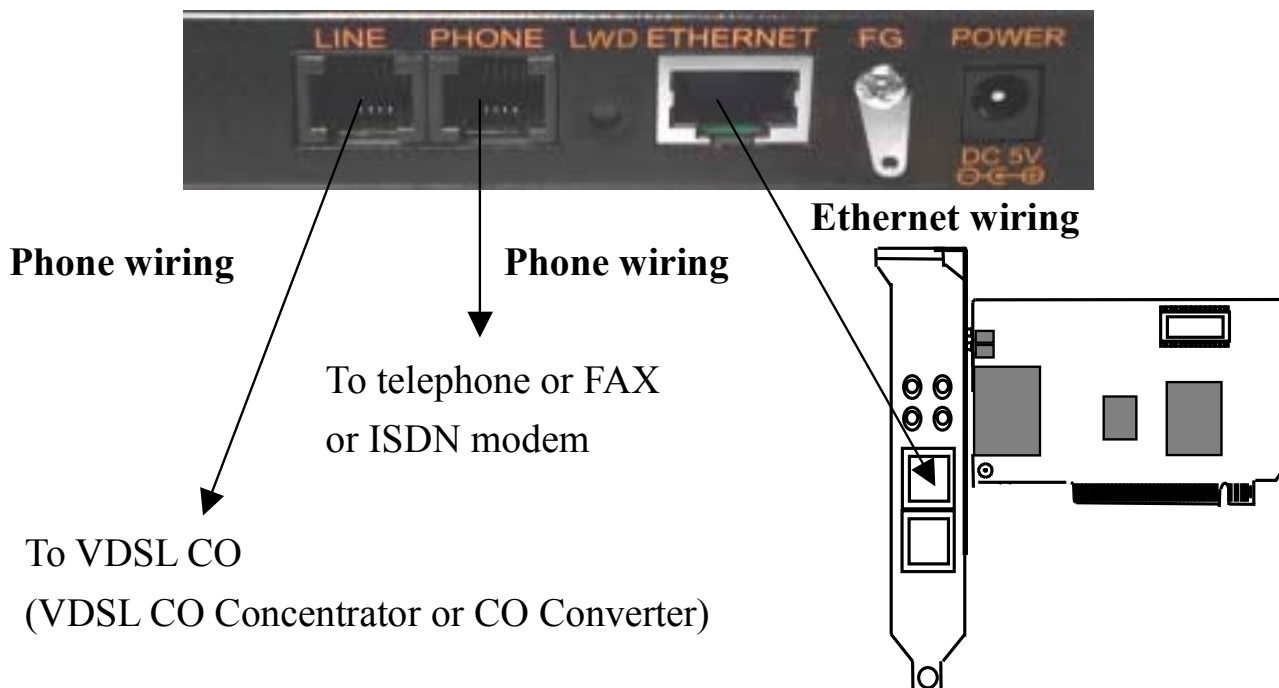 LINE PHONE LWD ETHERNET FG POWER
DC 5V
Ethernet wiring
Phone wiring
Phone wiring
To telephone or FAX
or ISDN modem
To VDSL CO
(VDSL CO Concentrator or CO Converter)